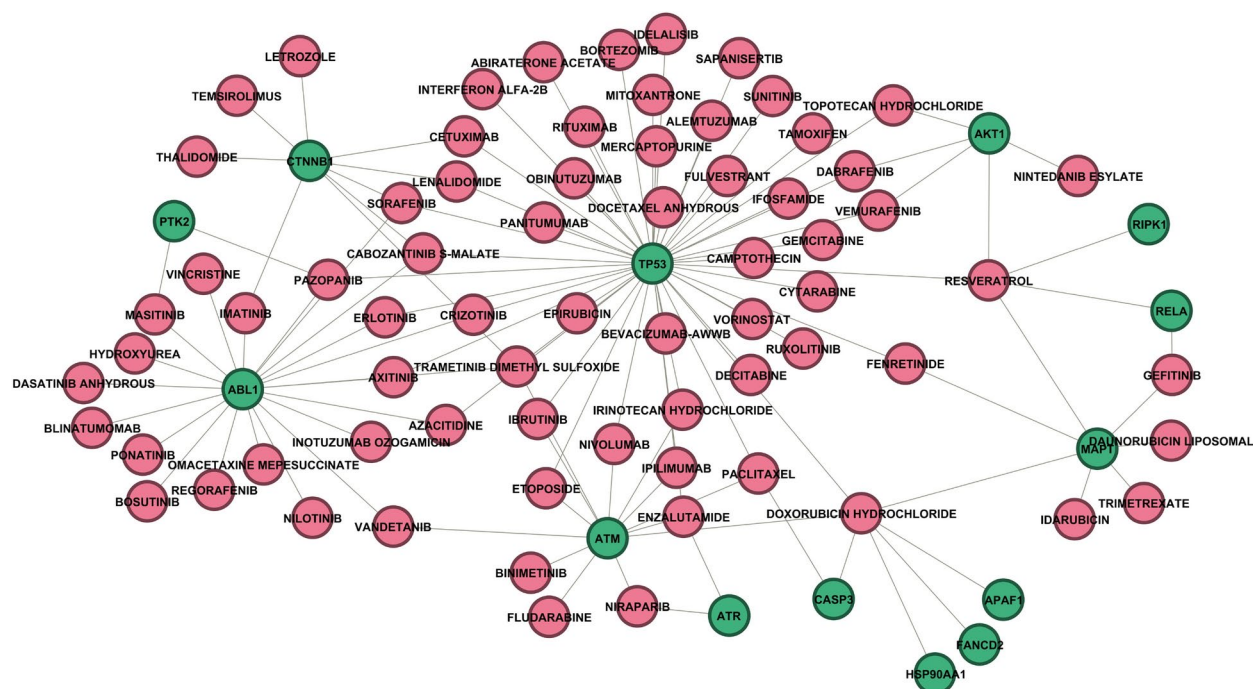 IDELALISIB
BORTEZOMIB
LETROZOLE
ABIRATERONE ACETATE
SAPANISERTIB
INTERFERON ALFA-2B
TEMSIROLIMUS
MITOXANTRONE
SUNITINIB
TOPOTECAN HYDROCHLORIDE
ALEMTUZUMAB
RITUXIMAB
CETUXIMAB
TAMOXIFEN
AKT1
MERCAPTOPURINE
THALIDOMIDE
CTNNB1
DABRAFENIB
LENALIDOMIDE
OBINUTUZUMAB
FULVESTRANT
NINTEDANIB ESYLATE
SORAFENIB
DOCETAXEL ANHYDROUS
IFOSFAMIDE
VEMURAFENIB
PTK2
PANITUMUMAB
RIPK1
GEMCITABINE
CABOZANTINIB S-MALATE
CAMPTOTHECIN
TP53
VINCRISTINE
PAZOPANIB
RESVERATROL
CYTARABINE
RELA
MASITINIB
IMATINIB
ERLOTINIB
CRIZOTINIB
EPIRUBICIN
VORINOSTAT
BEVACIZUMAB-AWWB
RUXOLITINIB
HYDROXYUREA
TRAMETINIB DIMETHYL SULFOXIDE
FENRETINIDE
GEFITINIB
DASATINIB ANHYDROUS
AXITINIB
DECITABINE
ABL1
IRINOTECAN HYDROCHLORIDE
IBRUTINIB
AZACITIDINE
BLINATUMOMAB
INOTUZUMAB OZOGAMICIN
NIVOLUMAB
DAUNORUBICIN LIPOSOMAL
MAPT
PONATINIB
OMACETAXINE MEPESUCCINATE
IPILIMUMAB
PACLITAXEL
ETOPOSIDE
REGORAFENIB
BOSUTINIB
TRIMETREXATE
NILOTINIB
VANDETANIB
ENZALUTAMIDE
DOXORUBICIN HYDROCHLORIDE
IDARUBICIN
ATM
BINIMETINIB
CASP3
APAF1
NIRAPARIB
FLUDARABINE
ATR
FANCD2
HSP90AA1